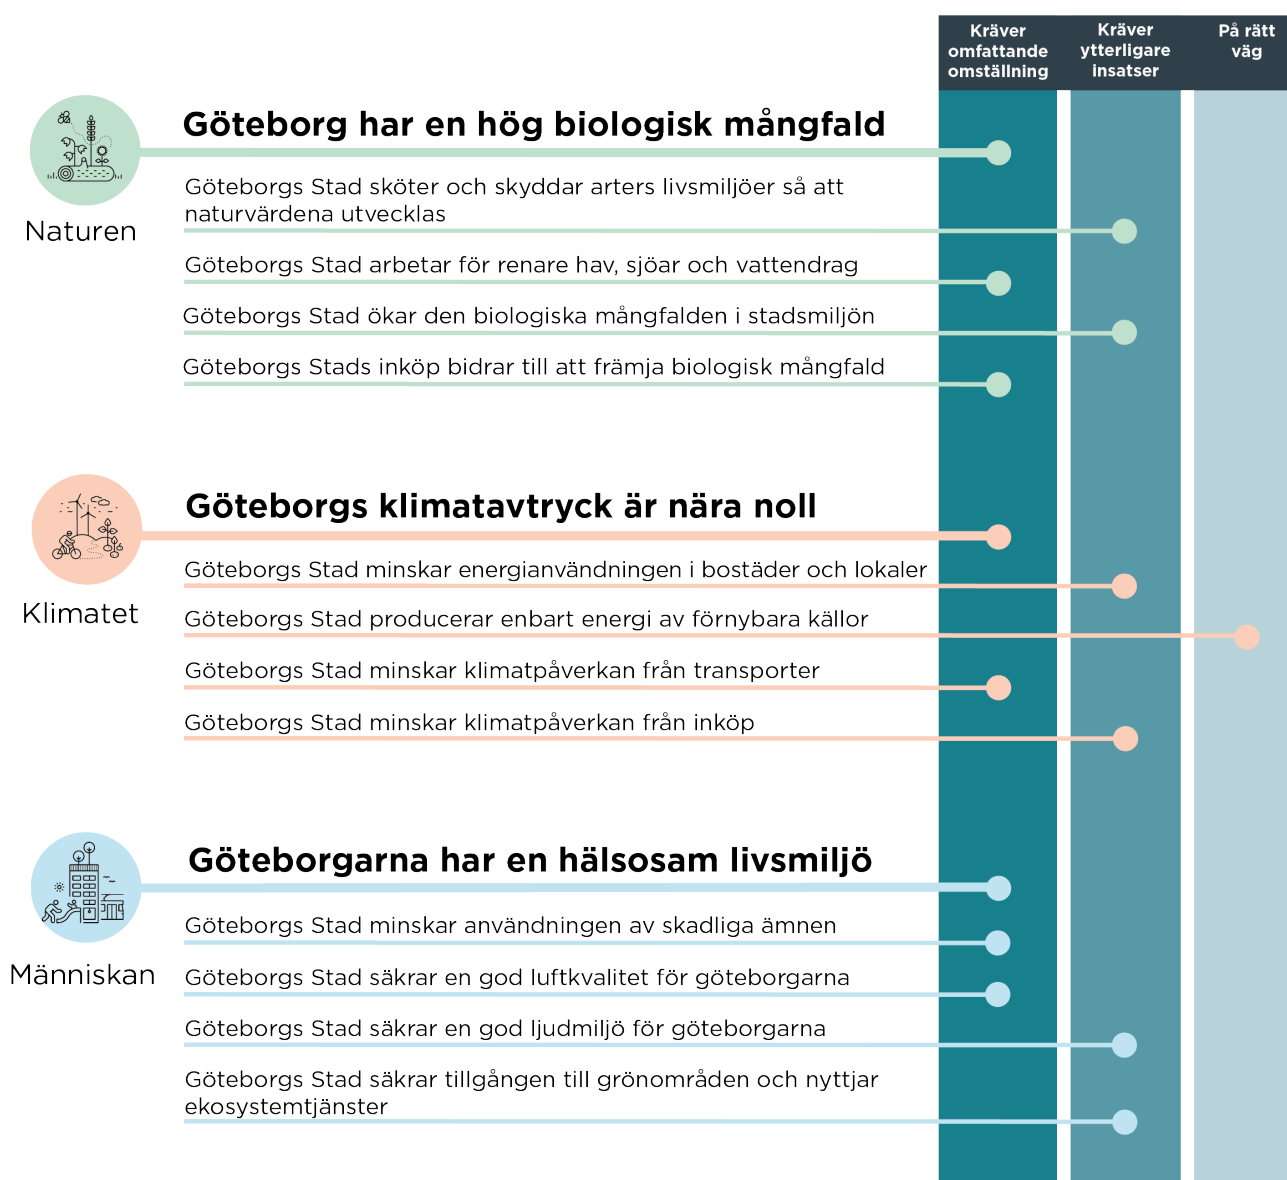 Kräver
omfattande
omställning
Kräver
ytterligare
insatser
På rätt
väg
Göteborg har en hög biologisk mångfald
Göteborgs Stad sköter och skyddar arters livsmiljöer så att
naturvärdena utvecklas
Naturen
Göteborgs Stad arbetar för renare hav, sjöar och vattendrag
Göteborgs Stad ökar den biologiska mångfalden i stadsmiljön
Göteborgs Stads inköp bidrar till att främja biologisk mångfald
Göteborgs klimatavtryck är nära noll
Göteborgs Stad minskar energianvändningen i bostäder och lokaler
Klimatet
Göteborgs Stad producerar enbart energi av förnybara källor
Göteborgs Stad minskar klimatpåverkan från transporter
Göteborgs Stad minskar klimatpåverkan från inköp
Göteborgarna har en hälsosam livsmiljö
Göteborgs Stad minskar användningen av skadliga ämnen
Människan
Göteborgs Stad säkrar en god luftkvalitet för göteborgarna
Göteborgs Stad säkrar en god ljudmiljö för göteborgarna
Göteborgs Stad säkrar tillgången till grönområden och nyttjar
ekosystemtjänster